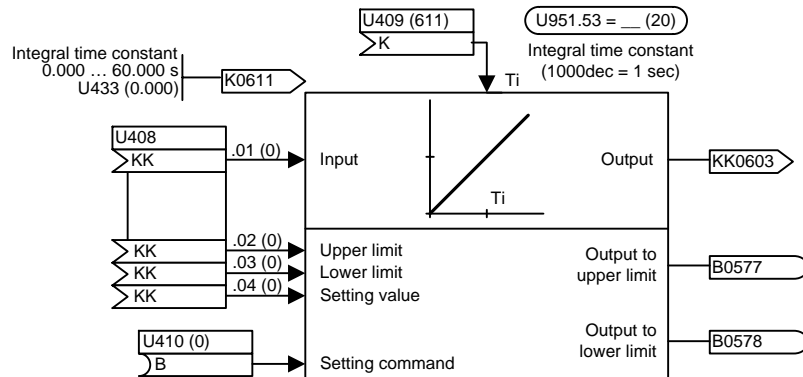 U409 (611)
K
U951.53 = __ (20)
Integral time constant
(1000dec = 1 sec)
Integral time constant
0.000 … 60.000 s
U433 (0.000)
K0611
Ti
U408
KK
.01 (0)
Input
Ti
Output
KK0603
KK
.02 (0)
Upper limit
KK
.03 (0)
Lower limit
KK
.04 (0)
Setting value
Output to
upper limit
B0577
U410 (0)
B
Setting command
Output to
lower limit
B0578